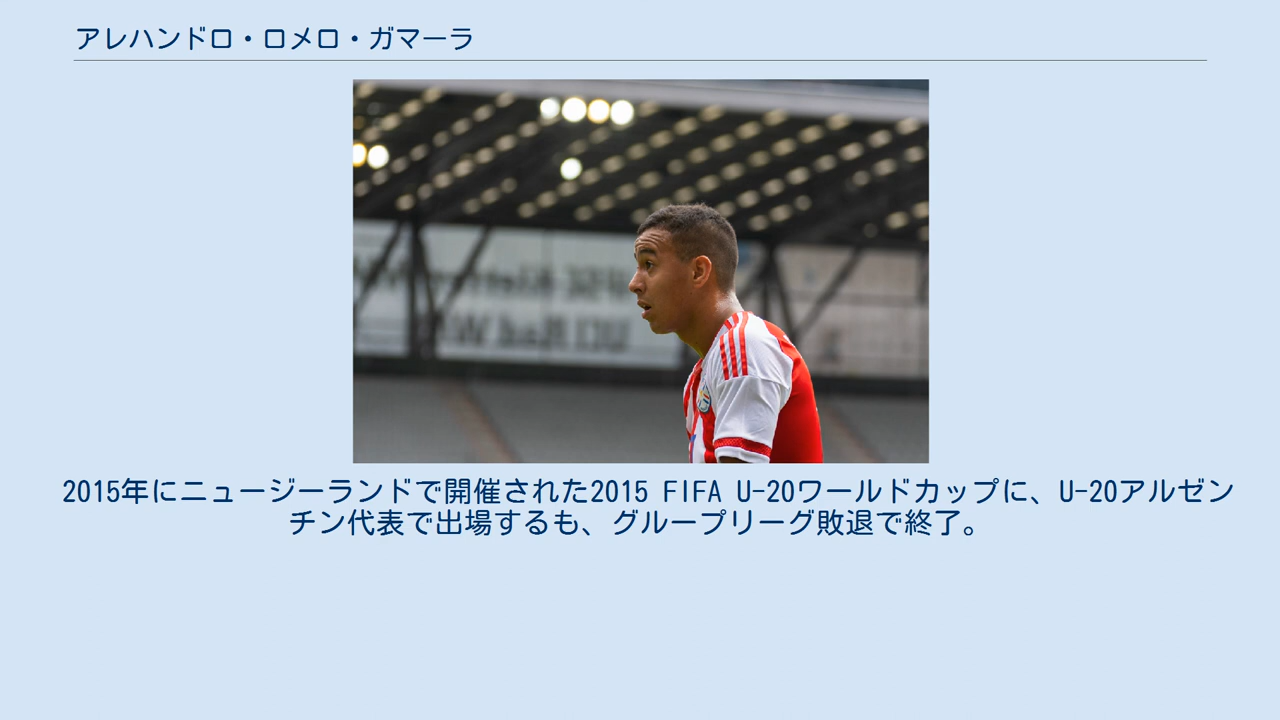 アレハンドロ・ロメロ・ガマーラ
2015年にニュージーランドで開催された2015 FIFA U-20ワールドカップに、U-20アルゼン
チン代表で出場するも、グループリーグ敗退で終了。